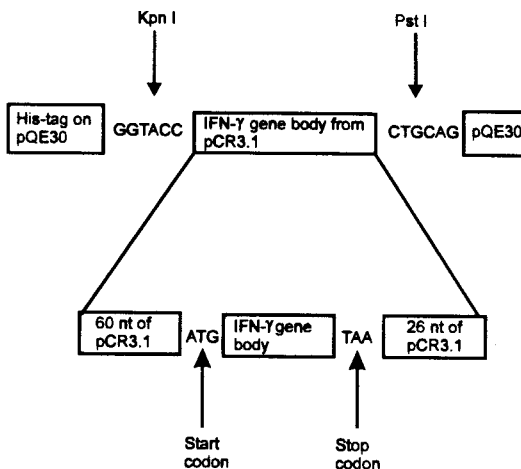 Kpn I
Pst I
His-tag on
pQE30
GGTACC
IFN-γ gene body from
pCR3.1
CTGCAG
pQE30
60 nt of
pCR3.1
ATG
IFN-γ gene
body
TAA
26 nt of
pCR3.1
Start
codon
Stop
codon